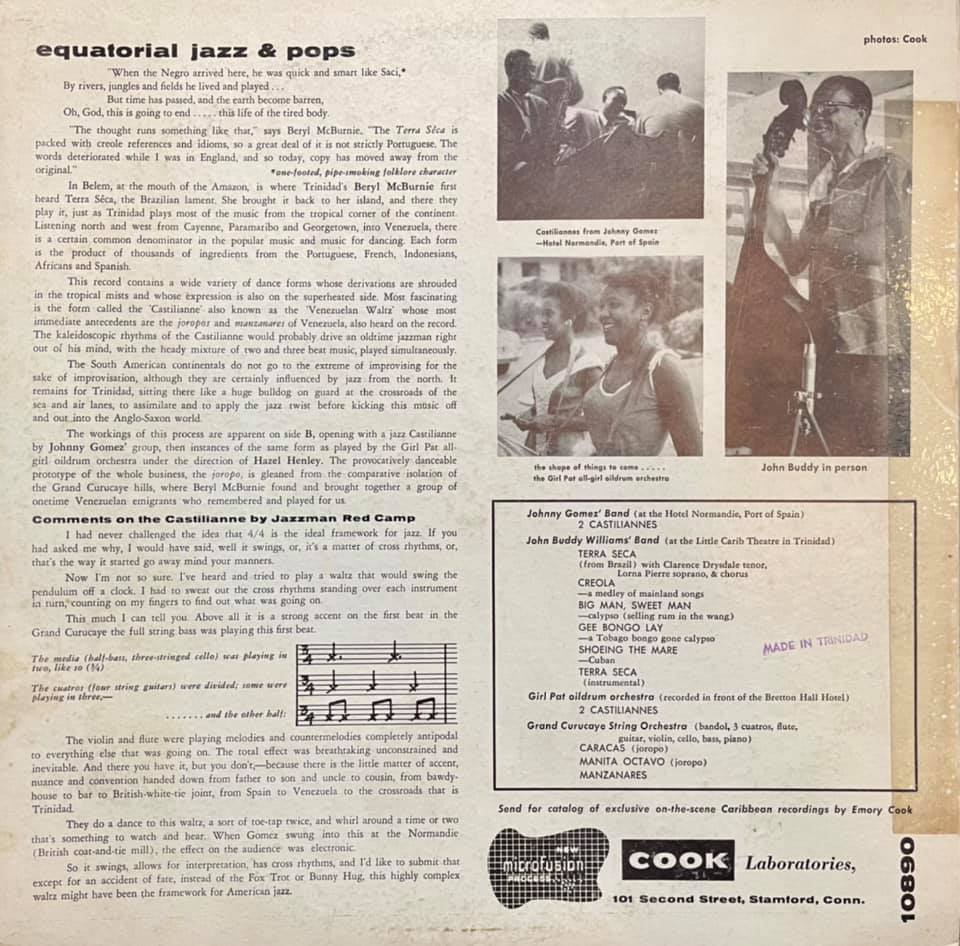 equatorial jazz & pops
"When the Negro arrived here, he was quick and smart like Saci,*
By rivers, jungles and fields he lived and played . . .
But time has passed, and the earth become barren,
Oh, God, this is going to end . . . . . this life of the tired body.
"The thought runs something like that," says Beryl McBurnie. "The Terra Sêca is
packed with creole references and idioms, so a great deal of it is not strictly Portuguese. The
words deteriorated while I was in England, and so today, copy has moved away from the
original."
*one-footed, pipe-smoking folklore character
In Belem, at the mouth of the Amazon, is where Trinidad's Beryl McBurnie first
heard Terra Sêca, the Brazilian lament. She brought it back to her island, and there they
play it, just as Trinidad plays most of the music from the tropical corner of the continent.
Listening north and west from Cayenne, Paramaribo and Georgetown, into Venezuela, there
is a certain common denominator in the popular music and music for dancing. Each form
is the product of thousands of ingredients from the Portuguese, French, Indonesians,
Africans and Spanish.
This record contains a wide variety of dance forms whose derivations are shrouded
in the tropical mists and whose expression is also on the superheated side. Most fascinating
is the form called the 'Castilianne' also known as the 'Venezuelan Waltz' whose most
immediate antecedents are the joropos and manzanares of Venezuela, also heard on the record.
The kaleidoscopic rhythms of the Castilianne would probably drive an oldtime jazzman right
out of his mind, with the heady mixture of two and three beat music, played simultaneously.
The South American continentals do not go to the extreme of improvising for the
sake of improvisation, although they are certainly influenced by jazz from the north. It
remains for Trinidad, sitting there like a huge bulldog on guard at the crossroads of the
sea and air lanes, to assimilate and to apply the jazz twist before kicking this music off
and out into the Anglo-Saxon world.
The workings of this process are apparent on side B, opening with a jazz Castilianne
by Johnny Gomez' group, then instances of the same form as played by the Girl Pat all-
girl oildrum orchestra under the direction of Hazel Henley. The provocatively danceable
prototype of the whole business, the joropo, is gleaned from the comparative isolation of
the Grand Curucaye hills, where Beryl McBurnie found and brought together a group of
onetime Venezuelan emigrants who remembered and played for us.
Comments on the Castilianne by Jazzman Red Camp
I had never challenged the idea that 4/4 is the ideal framework for jazz. If you
had asked me why, I would have said, well it swings, or, it's a matter of cross rhythms, or,
that's the way it started go away mind your manners.
Now I'm not so sure. I've heard and tried to play a waltz that would swing the
pendulum off a clock. I had to sweat out the cross rhythms standing over each instrument
in turn, counting on my fingers to find out what was going on.
This much I can tell you. Above all it is a strong accent on the first beat in the
Grand Curucaye the full string bass was playing this first beat.
The media (half-bass, three-stringed cello) was playing in
two, like so (¾)
The cuatros (four string guitars) were divided; some were
playing in three,—
. . . . . . . and the other half:
3/4
3/4
3/4
The violin and flute were playing melodies and countermelodies completely antipodal
to everything else that was going on. The total effect was breathtaking unconstrained and
inevitable. And there you have it, but you don't,—because there is the little matter of accent,
nuance and convention handed down from father to son and uncle to cousin, from bawdy-
house to bar to British-white-tie joint, from Spain to Venezuela to the crossroads that is
Trinidad.
They do a dance to this waltz, a sort of toe-tap twice, and whirl around a time or two
that's something to watch and hear. When Gomez swung into this at the Normandie
(British coat-and-tie mill), the effect on the audience was electronic.
So it swings, allows for interpretation, has cross rhythms, and I'd like to submit that
except for an accident of fate, instead of the Fox Trot or Bunny Hug, this highly complex
waltz might have been the framework for American jazz.
photos: Cook
Castiliannes from Johnny Gomez
—Hotel Normandie, Port of Spain
the shape of things to come . . . . .
the Girl Pat all-girl oildrum orchestra
John Buddy in person
Johnny Gomez' Band (at the Hotel Normandie, Port of Spain)
2 CASTILIANNES
John Buddy Williams' Band (at the Little Carib Theatre in Trinidad)
TERRA SECA
(from Brazil) with Clarence Drysdale tenor,
Lorna Pierre soprano, & chorus
CREOLA
—a medley of mainland songs
BIG MAN, SWEET MAN
—calypso (selling rum in the wang)
GEE BONGO LAY
—a Tobago bongo gone calypso
SHOEING THE MARE
—Cuban
TERRA SECA
(instrumental)
MADE IN TRINIDAD
Girl Pat oildrum orchestra (recorded in front of the Bretton Hall Hotel)
2 CASTILIANNES
Grand Curucaye String Orchestra (bandol, 3 cuatros, flute,
guitar, violin, cello, bass, piano)
CARACAS (joropo)
MANITA OCTAVO (joropo)
MANZANARES
Send for catalog of exclusive on-the-scene Caribbean recordings by Emory Cook
NEW
microfusion
PROCESS
COOK Laboratories,
101 Second Street, Stamford, Conn.
10890